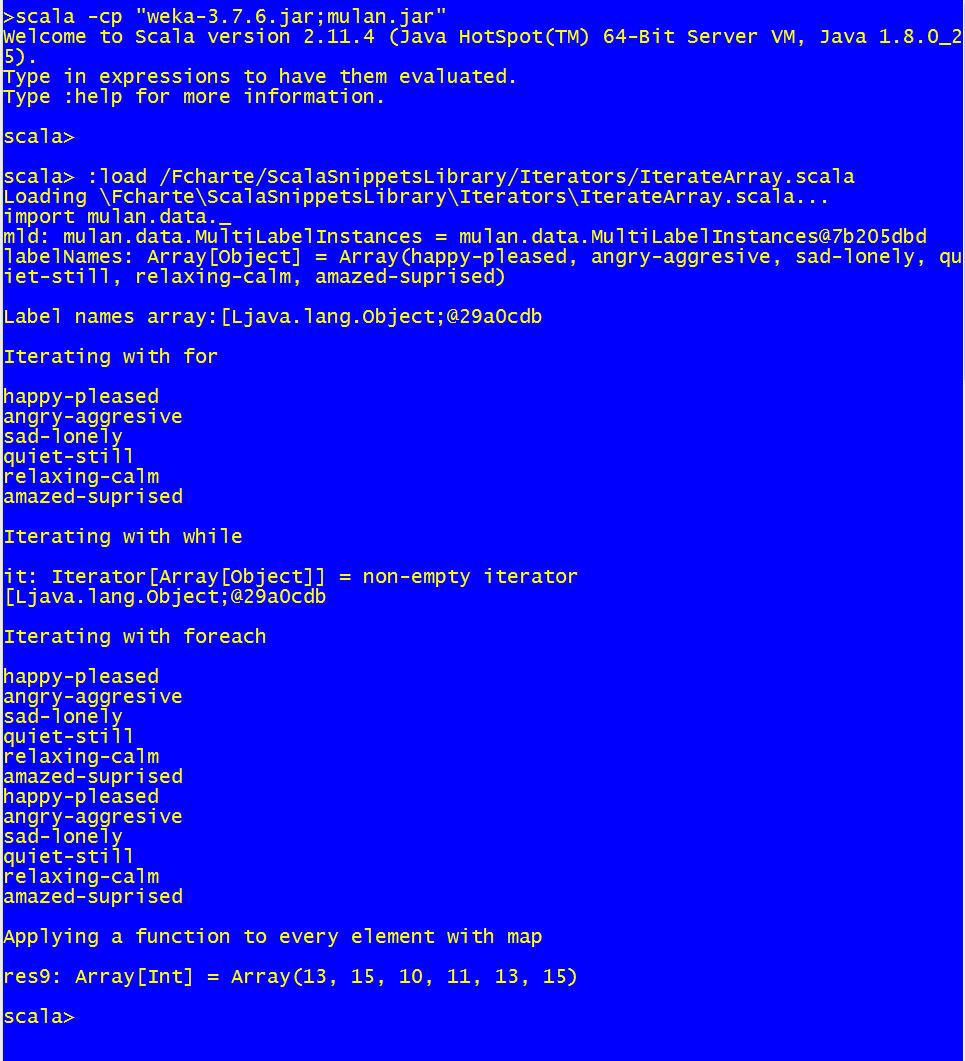 >scala -cp "weka-3.7.6.jar;mulan.jar"
Welcome to Scala version 2.11.4 (Java HotSpot(TM) 64-Bit Server VM, Java 1.8.0_2
5).
Type in expressions to have them evaluated.
Type :help for more information.
scala>
scala> :load /Fcharte/ScalaSnippetsLibrary/Iterators/IterateArray.scala
Loading \Fcharte\ScalaSnippetsLibrary\Iterators\IterateArray.scala...
import mulan.data._
mld: mulan.data.MultiLabelInstances = mulan.data.MultiLabelInstances@7b205dbd
labelNames: Array[Object] = Array(happy-pleased, angry-aggresive, sad-lonely, qu
iet-still, relaxing-calm, amazed-suprised)
Label names array:[Ljava.lang.Object;@29a0cdb
Iterating with for
happy-pleased
angry-aggresive
sad-lonely
quiet-still
relaxing-calm
amazed-suprised
Iterating with while
it: Iterator[Array[Object]] = non-empty iterator
[Ljava.lang.Object;@29a0cdb
Iterating with foreach
happy-pleased
angry-aggresive
sad-lonely
quiet-still
relaxing-calm
amazed-suprised
happy-pleased
angry-aggresive
sad-lonely
quiet-still
relaxing-calm
amazed-suprised
Applying a function to every element with map
res9: Array[Int] = Array(13, 15, 10, 11, 13, 15)
scala>